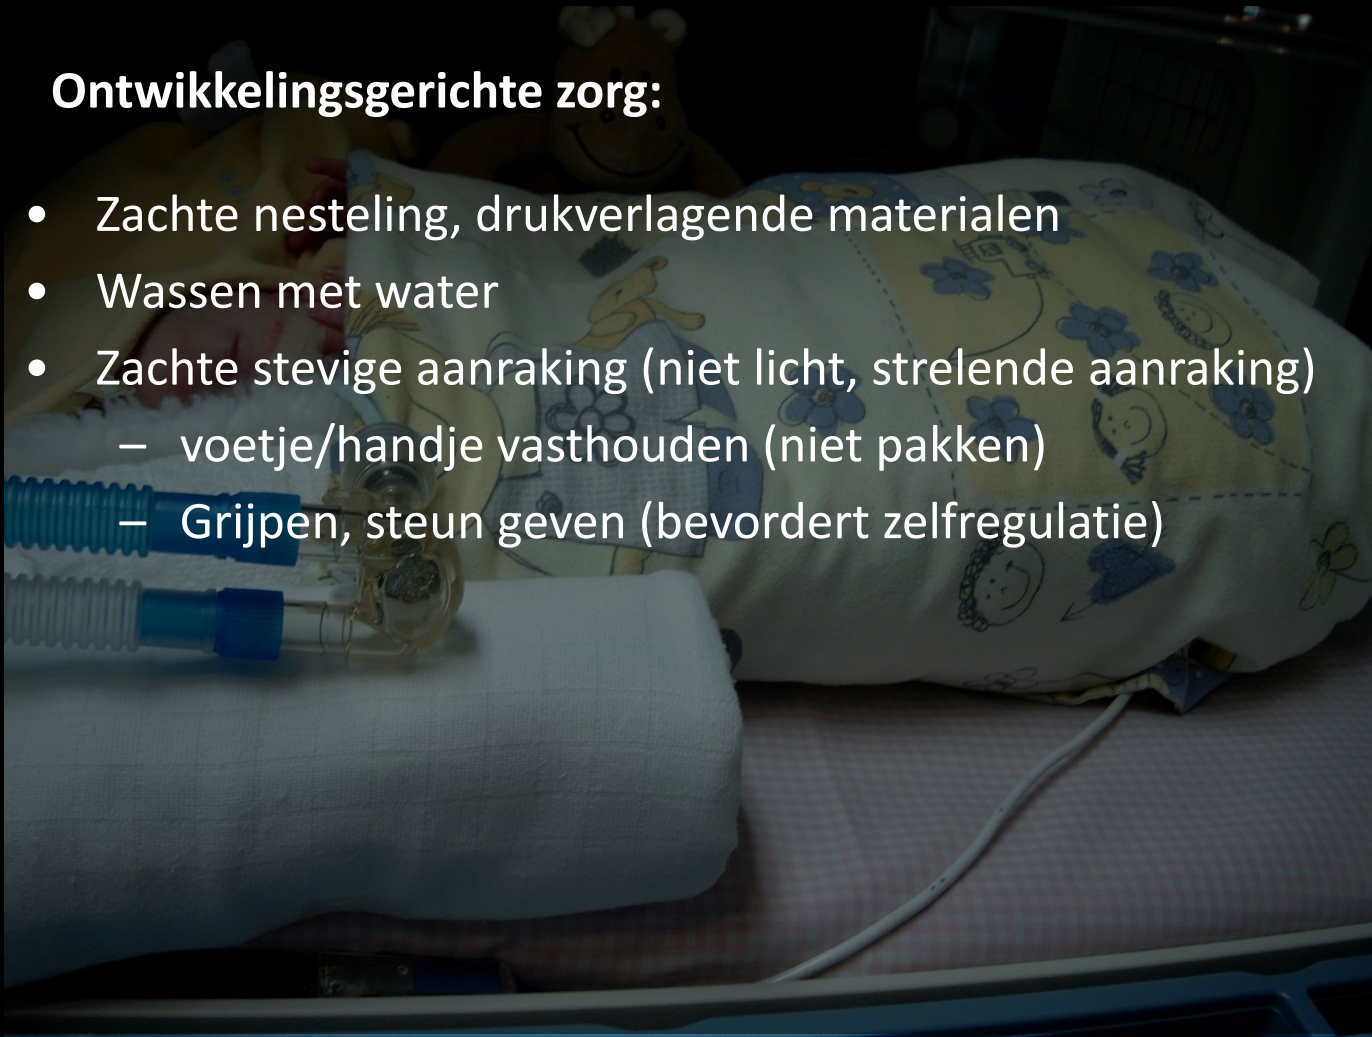 Ontwikkelingsgerichte zorg:
• Zachte nesteling, drukverlagende materialen
• Wassen met water
• Zachte stevige aanraking (niet licht, strelende aanraking)
– voetje/handje vasthouden (niet pakken)
– Grijpen, steun geven (bevordert zelfregulatie)